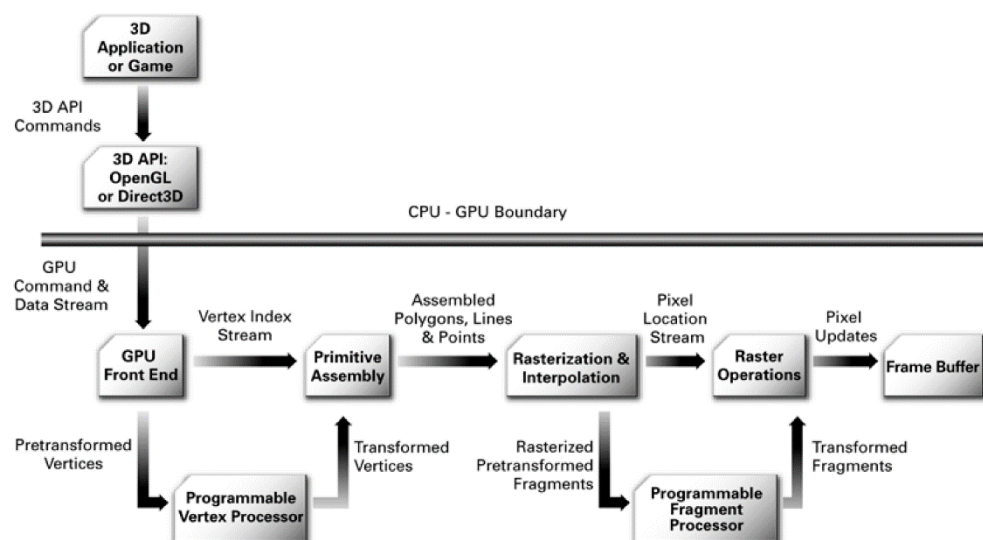 3D
Application
or Game
3D API
Commands
3D API:
OpenGL
or Direct3D
CPU - GPU Boundary
GPU
Command &
Data Stream
Vertex Index
Stream
Assembled
Polygons, Lines
& Points
Pixel
Location
Stream
Pixel
Updates
GPU
Front End
Primitive
Assembly
Rasterization &
Interpolation
Raster
Operations
Frame Buffer
Pretransformed
Vertices
Transformed
Vertices
Rasterized
Pretransformed
Fragments
Transformed
Fragments
Programmable
Vertex Processor
Programmable
Fragment
Processor